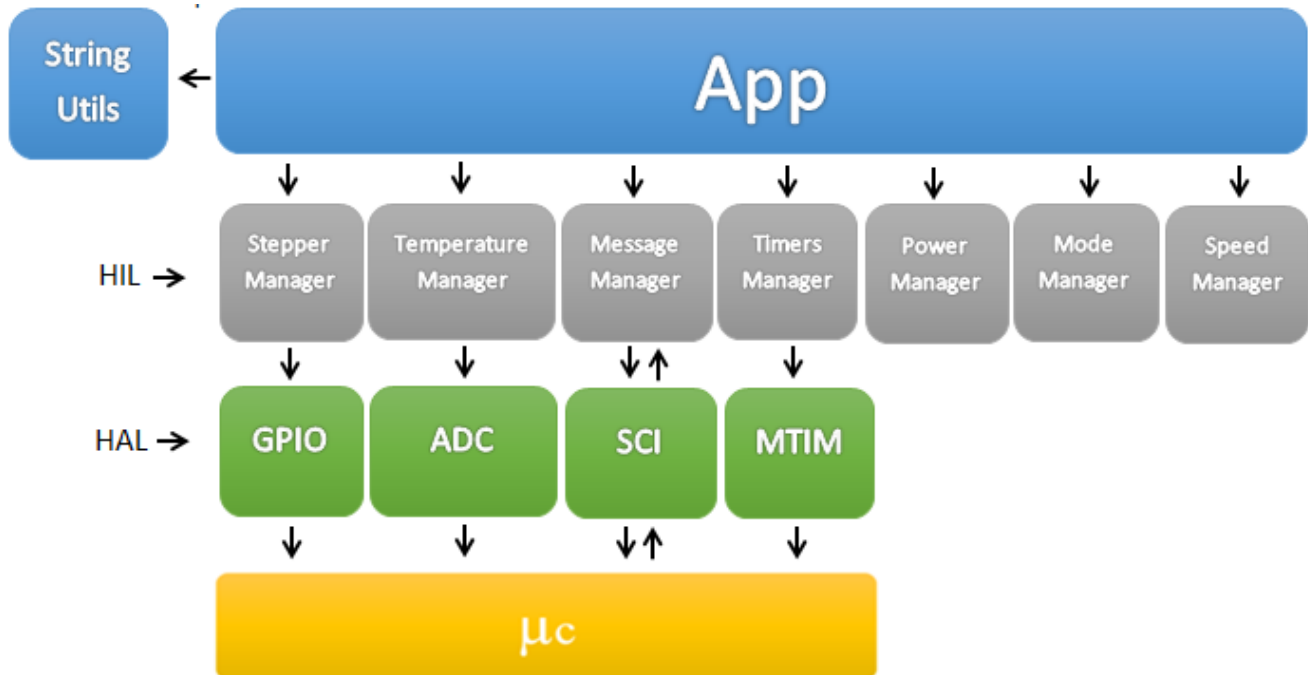 String
Utils
App
HIL
Stepper
Manager
Temperature
Manager
Message
Manager
Timers
Manager
Power
Manager
Mode
Manager
Speed
Manager
HAL
GPIO
ADC
SCI
MTIM
μc